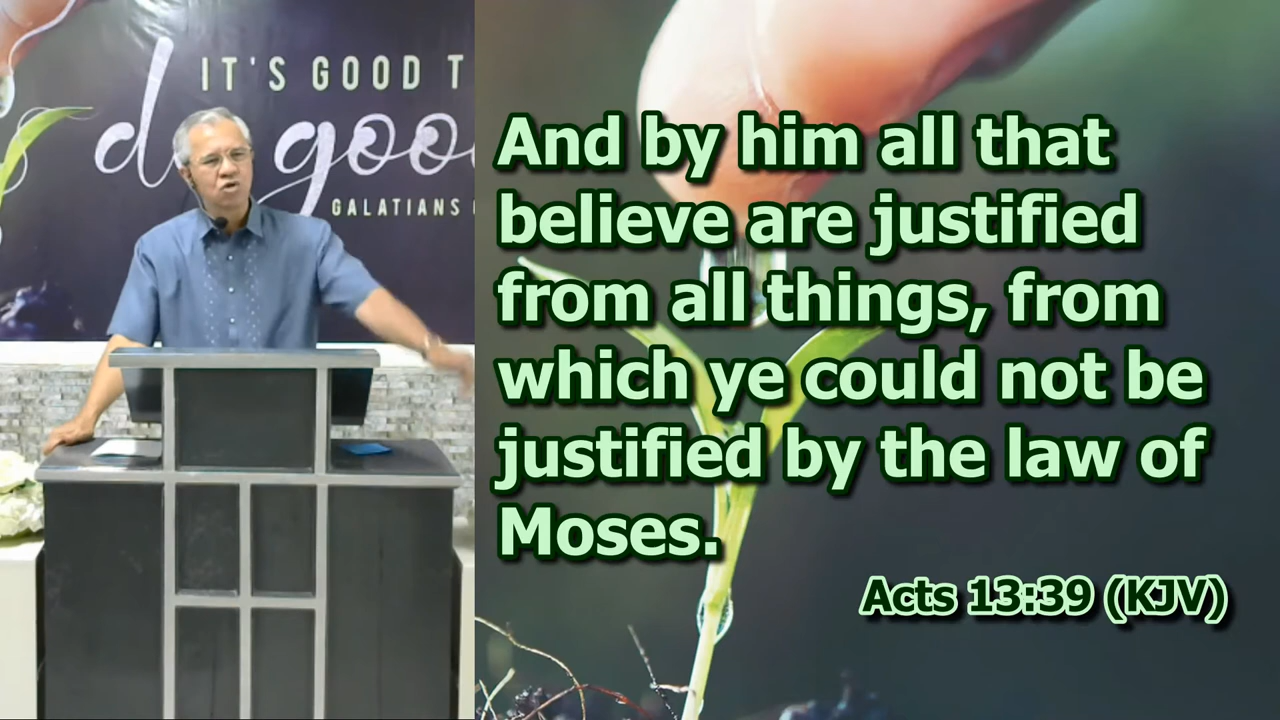 IT'S GOOD T
do good
GALATIANS
And by him all that
believe are justified
from all things, from
which ye could not be
justified by the law of
Moses.
Acts 13:39 (KJV)